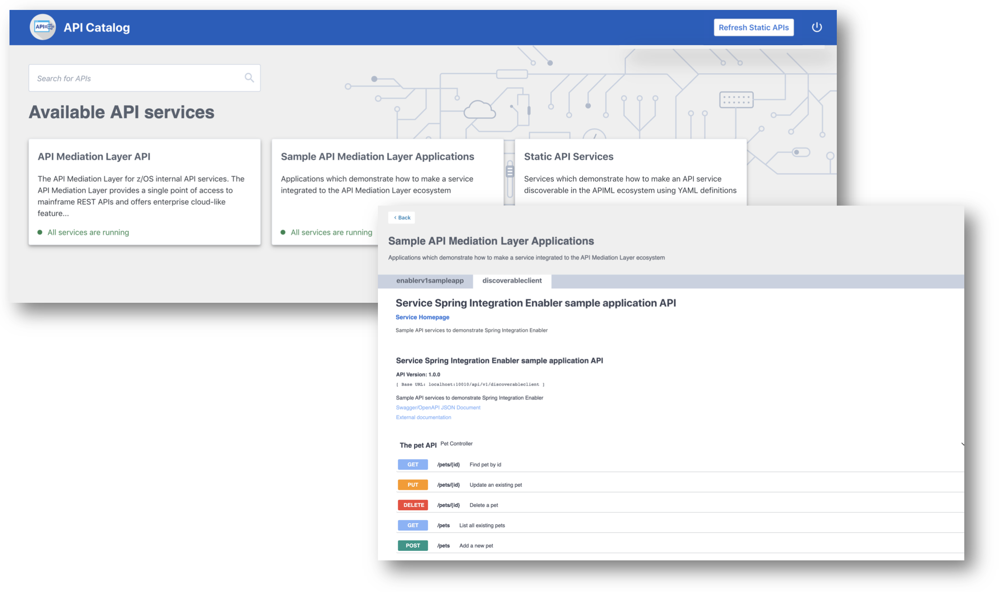 API
API Catalog
Refresh Static APIs
Search for APIs
Available API services
API Mediation Layer API
The API Mediation Layer for z/OS internal API services. The
API Mediation Layer provides a single point of access to
mainframe REST APIs and offers enterprise cloud-like
feature...
All services are running
Sample API Mediation Layer Applications
Applications which demonstrate how to make a service
integrated to the API Mediation Layer ecosystem
All services are running
Static API Services
Services which demonstrate how to make an API service
discoverable in the APIML ecosystem using YAML definitions
< Back
Sample API Mediation Layer Applications
Applications which demonstrate how to make a service integrated to the API Mediation Layer ecosystem
enablerv1sampleapp discoverableclient
Service Spring Integration Enabler sample application API
Service Homepage
Sample API services to demonstrate Spring Integration Enabler
Service Spring Integration Enabler sample application API
API Version: 1.0.0
[ Base URL: localhost:10010/api/v1/discoverableclient ]
Sample API services to demonstrate Spring Integration Enabler
Swagger/OpenAPI JSON Document
External documentation
The pet API Pet Controller
GET /pets/{id} Find pet by id
PUT /pets/{id} Update an existing pet
DELETE /pets/{id} Delete a pet
GET /pets List all existing pets
POST /pets Add a new pet